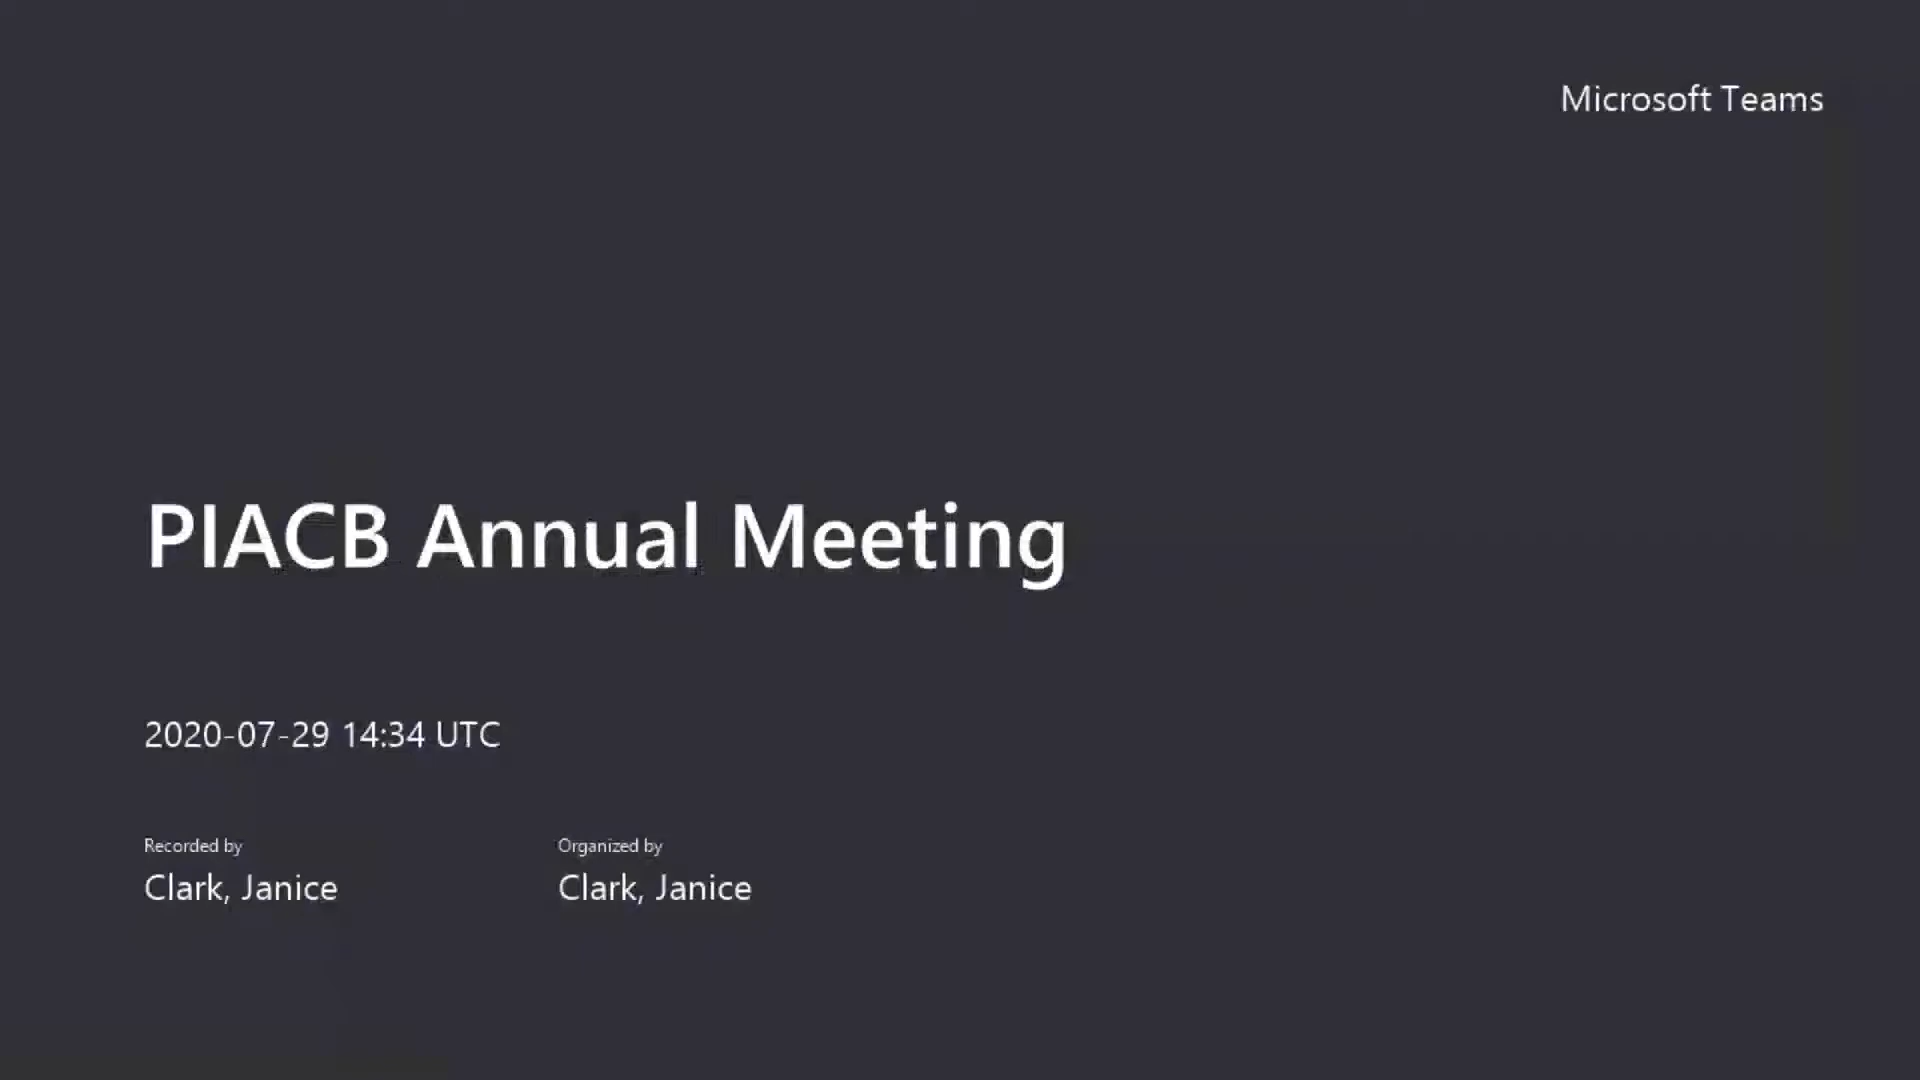 Microsoft Teams
PIACB Annual Meeting
2020-07-29 14:34 UTC
Recorded by
Clark, Janice
Organized by
Clark, Janice